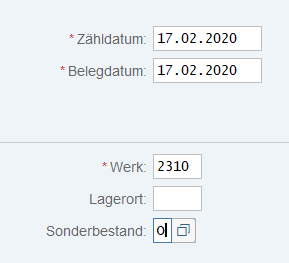 * Zähldatum: 17.02.2020
* Belegdatum: 17.02.2020
* Werk: 2310
Lagerort:
Sonderbestand: O